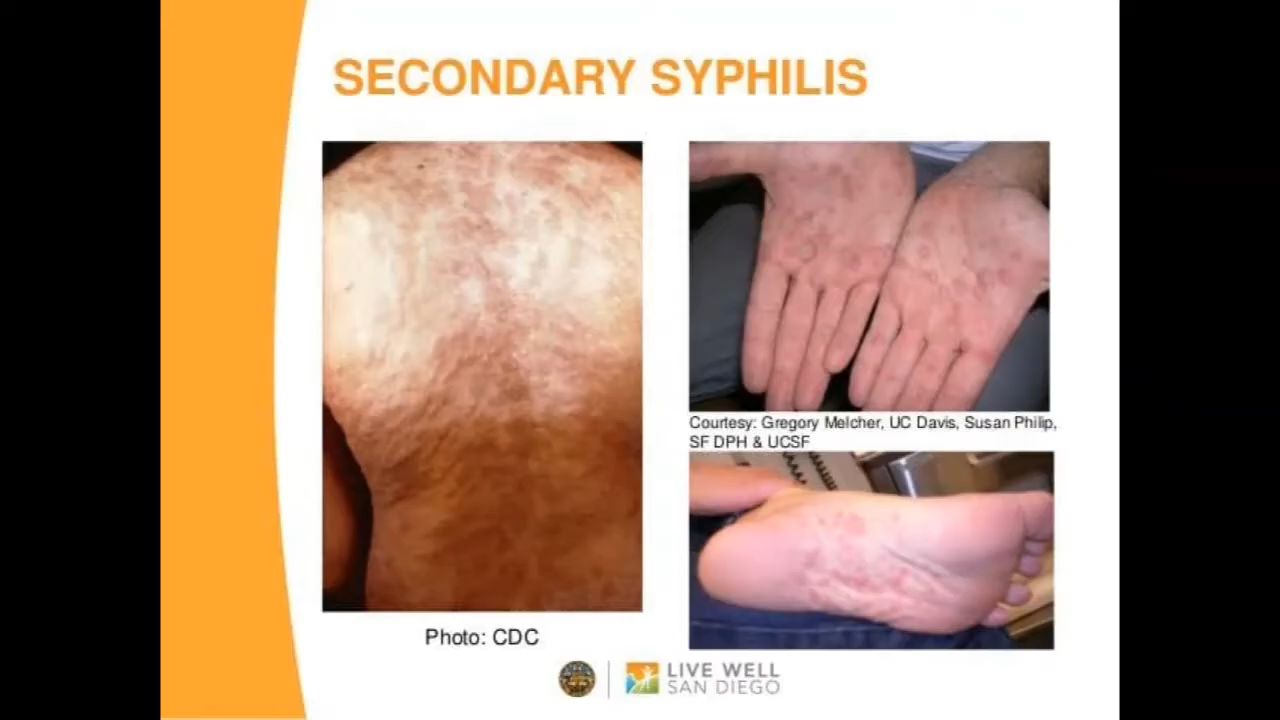 SECONDARY SYPHILIS
Courtesy: Gregory Melcher, UC Davis, Susan Philip,
SF DPH & UCSF
Photo: CDC
LIVE WELL
SAN DIEGO